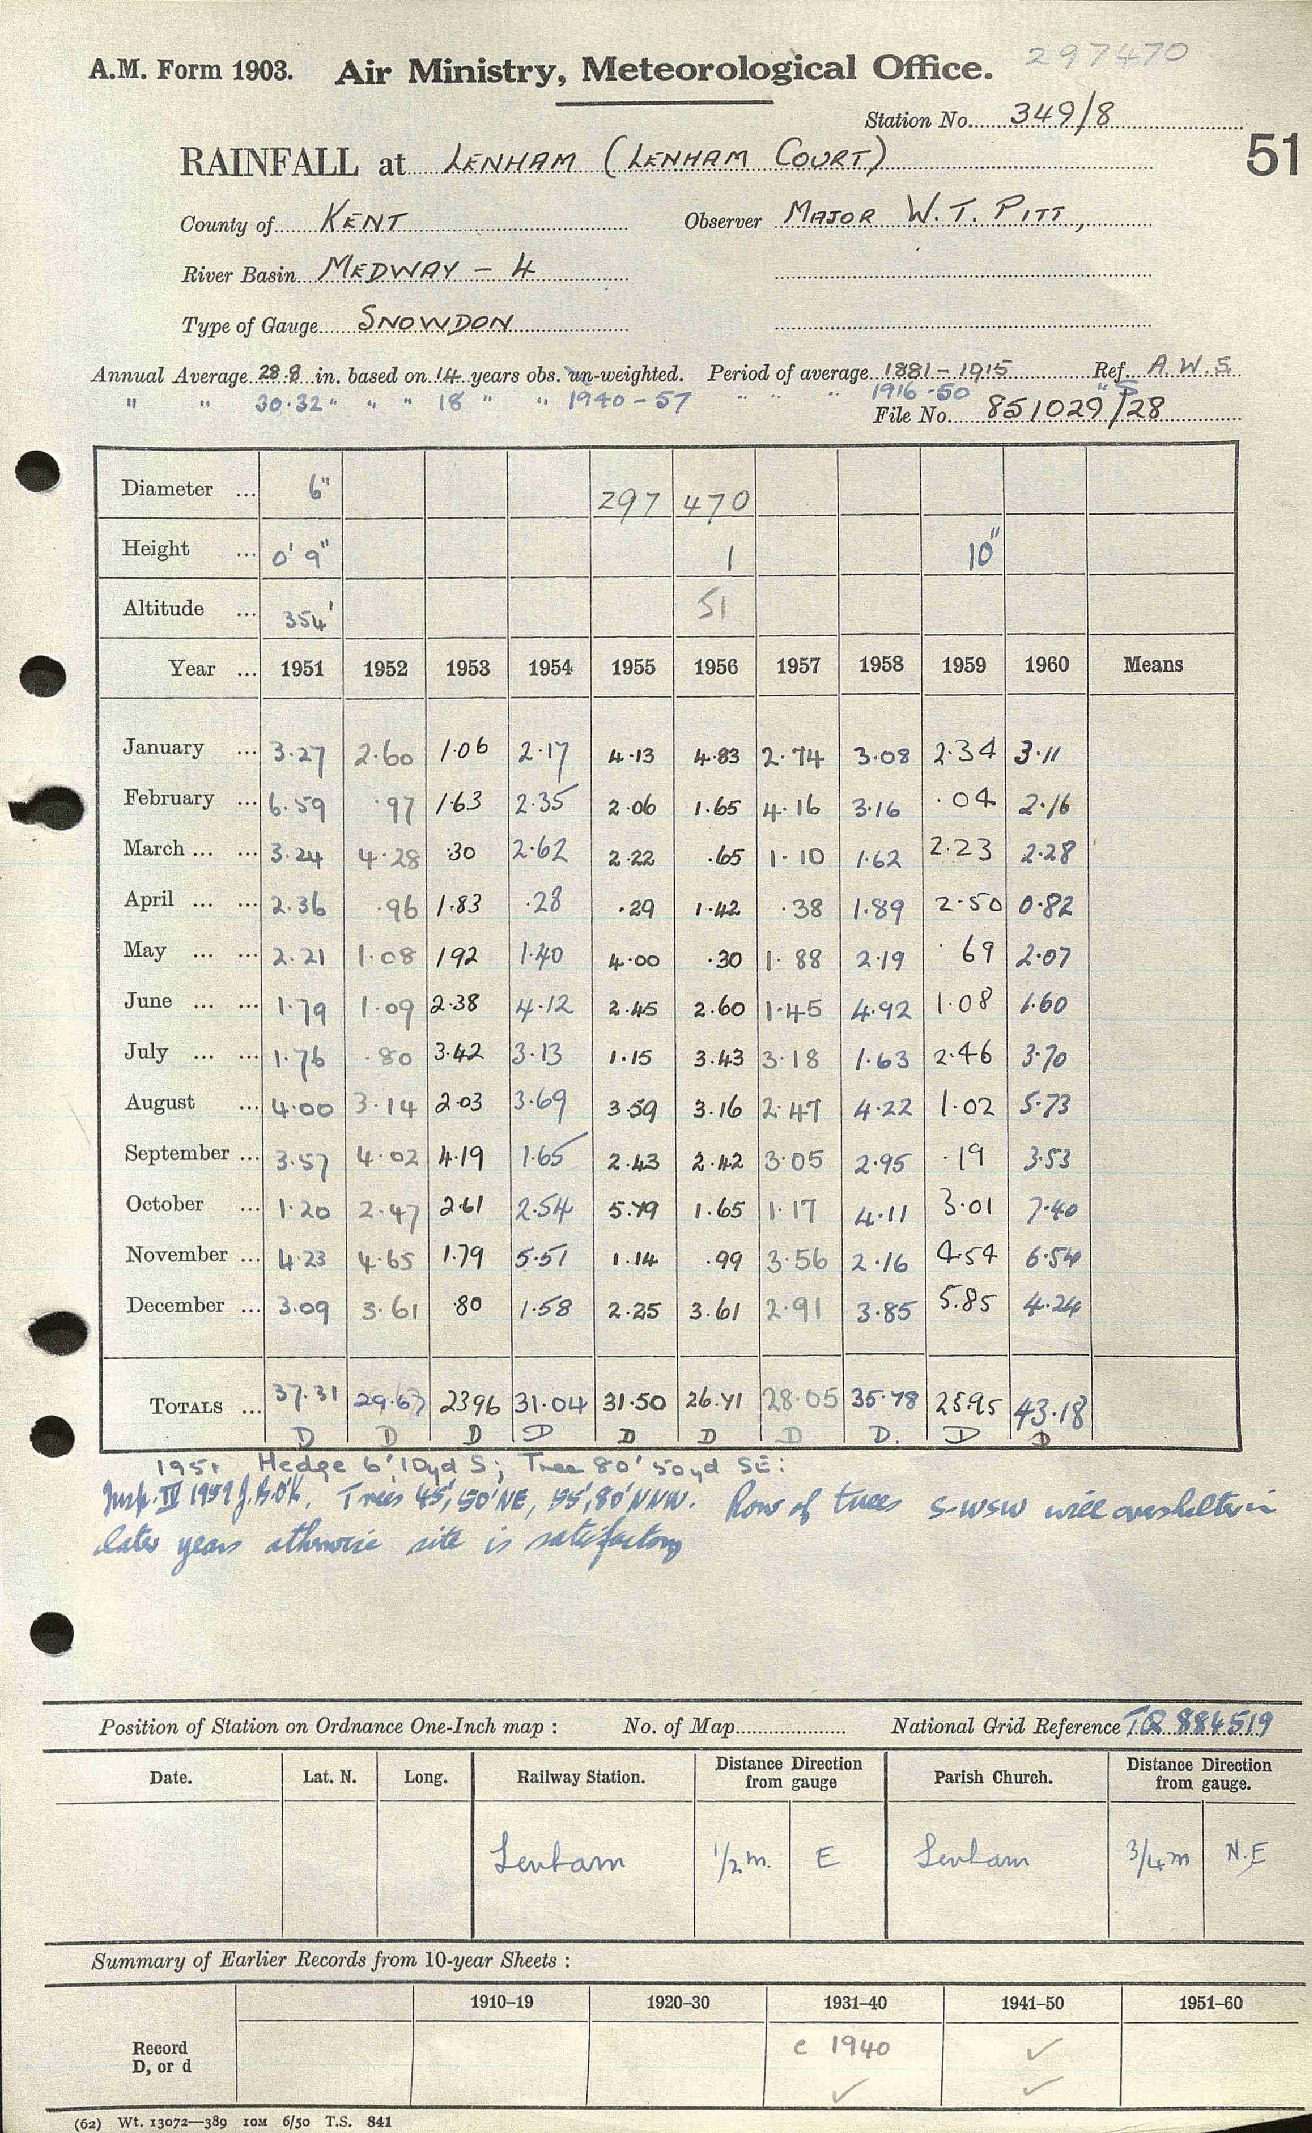 297470
A.M. Form 1903. Air Ministry, Meteorological Office.
Station No. 349/8
51
RAINFALL at LENHAM (LENHAM COURT)
County of KENT Observer MAJOR W.T. PITT,
River Basin MEDWAY - 4
Type of Gauge SNOWDON
Annual Average 28.8 in. based on 14 years obs. un-weighted. Period of average 1881-1915 Ref. A.W.S
" " 30.32 " " " 18 " " 1940-57 " " " 1916-50 " S
File No. 851029/28
Diameter ... 6" 297 470
Height ... 0' 9" 1 10"
Altitude ... 354' 51
Year ... 1951 1952 1953 1954 1955 1956 1957 1958 1959 1960 Means
January ... 3.27 2.60 1.06 2.17 4.13 4.83 2.74 3.08 2.34 3.11
February ... 6.59 .97 1.63 2.35 2.06 1.65 4.16 3.16 .04 2.16
March ... ... 3.24 4.28 .30 2.62 2.22 .65 1.10 1.62 2.23 2.28
April ... ... 2.36 .96 1.83 .28 .29 1.42 .38 1.89 2.50 0.82
May ... ... 2.21 1.08 192 1.40 4.00 .30 1.88 2.19 .69 2.07
June ... ... 1.79 1.09 2.38 4.12 2.45 2.60 1.45 4.92 1.08 1.60
July ... ... 1.76 .80 3.42 3.13 1.15 3.43 3.18 1.63 2.46 3.70
August ... 4.00 3.14 2.03 3.69 3.59 3.16 2.47 4.22 1.02 5.73
September ... 3.57 4.02 4.19 1.65 2.43 2.42 3.05 2.95 .19 3.53
October ... 1.20 2.47 2.61 2.54 5.79 1.65 1.17 4.11 3.01 7.40
November ... 4.23 4.65 1.79 5.51 1.14 .99 3.56 2.16 4.54 6.54
December ... 3.09 3.61 .80 1.58 2.25 3.61 2.91 3.85 5.85 4.24
TOTALS ... 37.31 29.67 2396 31.04 31.50 26.71 28.05 35.78 25.95 43.18
D D D D D D D D. D D
1951 Hedge 6', 10yd S; Tree 80' 50yd SE:
Insp. IV 1959 Trees 45', 50' NE, 55', 80' NNW. Row of trees S-WSW will overshelter in
later years otherwise site is satisfactory
Position of Station on Ordnance One-Inch map : No. of Map National Grid Reference TQ 884519
Date. Lat. N. Long. Railway Station. Distance from gauge Direction Parish Church. Distance from gauge. Direction
Lenham 1/2 m. E Lenham 3/4 m N.E
Summary of Earlier Records from 10-year Sheets :
1910-19 1920-30 1931-40 1941-50 1951-60
Record D, or d c 1940 ✓
✓ ✓
(62) Wt. 13072—389 10M 6/50 T.S. 841